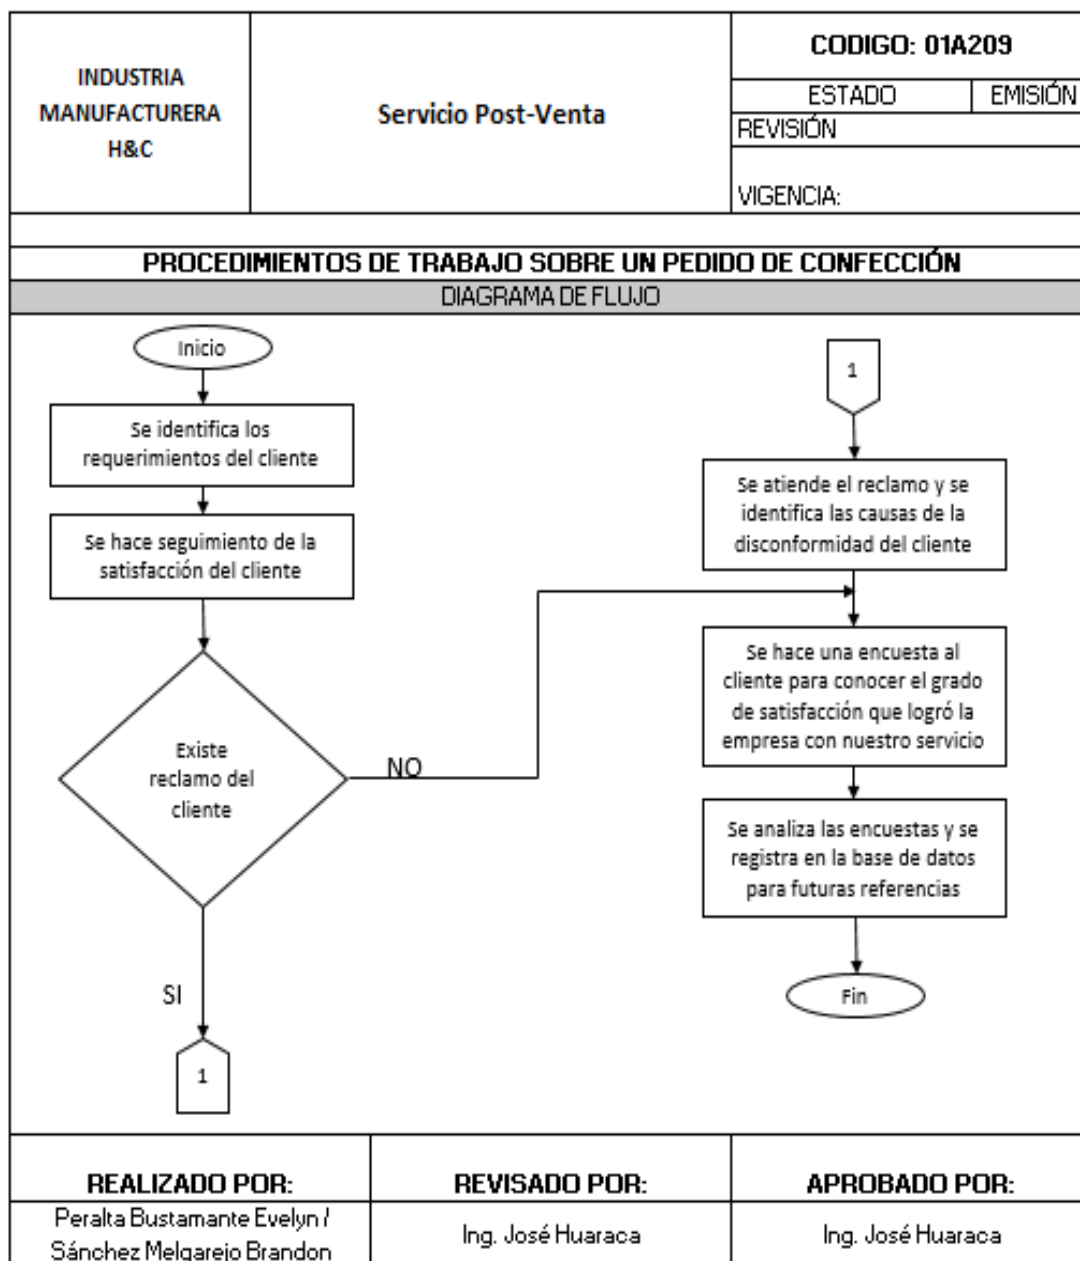 INDUSTRIA
MANUFACTURERA
H&C
Servicio Post-Venta
CODIGO: 01A209
ESTADO
EMISIÓN
REVISIÓN
VIGENCIA:
PROCEDIMIENTOS DE TRABAJO SOBRE UN PEDIDO DE CONFECCIÓN
DIAGRAMA DE FLUJO
Inicio
Se identifica los
requerimientos del cliente
Se hace seguimiento de la
satisfacción del cliente
Existe
reclamo del
cliente
NO
SI
1
1
Se atiende el reclamo y se
identifica las causas de la
disconformidad del cliente
Se hace una encuesta al
cliente para conocer el grado
de satisfacción que logró la
empresa con nuestro servicio
Se analiza las encuestas y se
registra en la base de datos
para futuras referencias
Fin
REALIZADO POR:
REVISADO POR:
APROBADO POR:
Peralta Bustamante Evelyn /
Sánchez Melgarejo Brandon
Ing. José Huaraca
Ing. José Huaraca